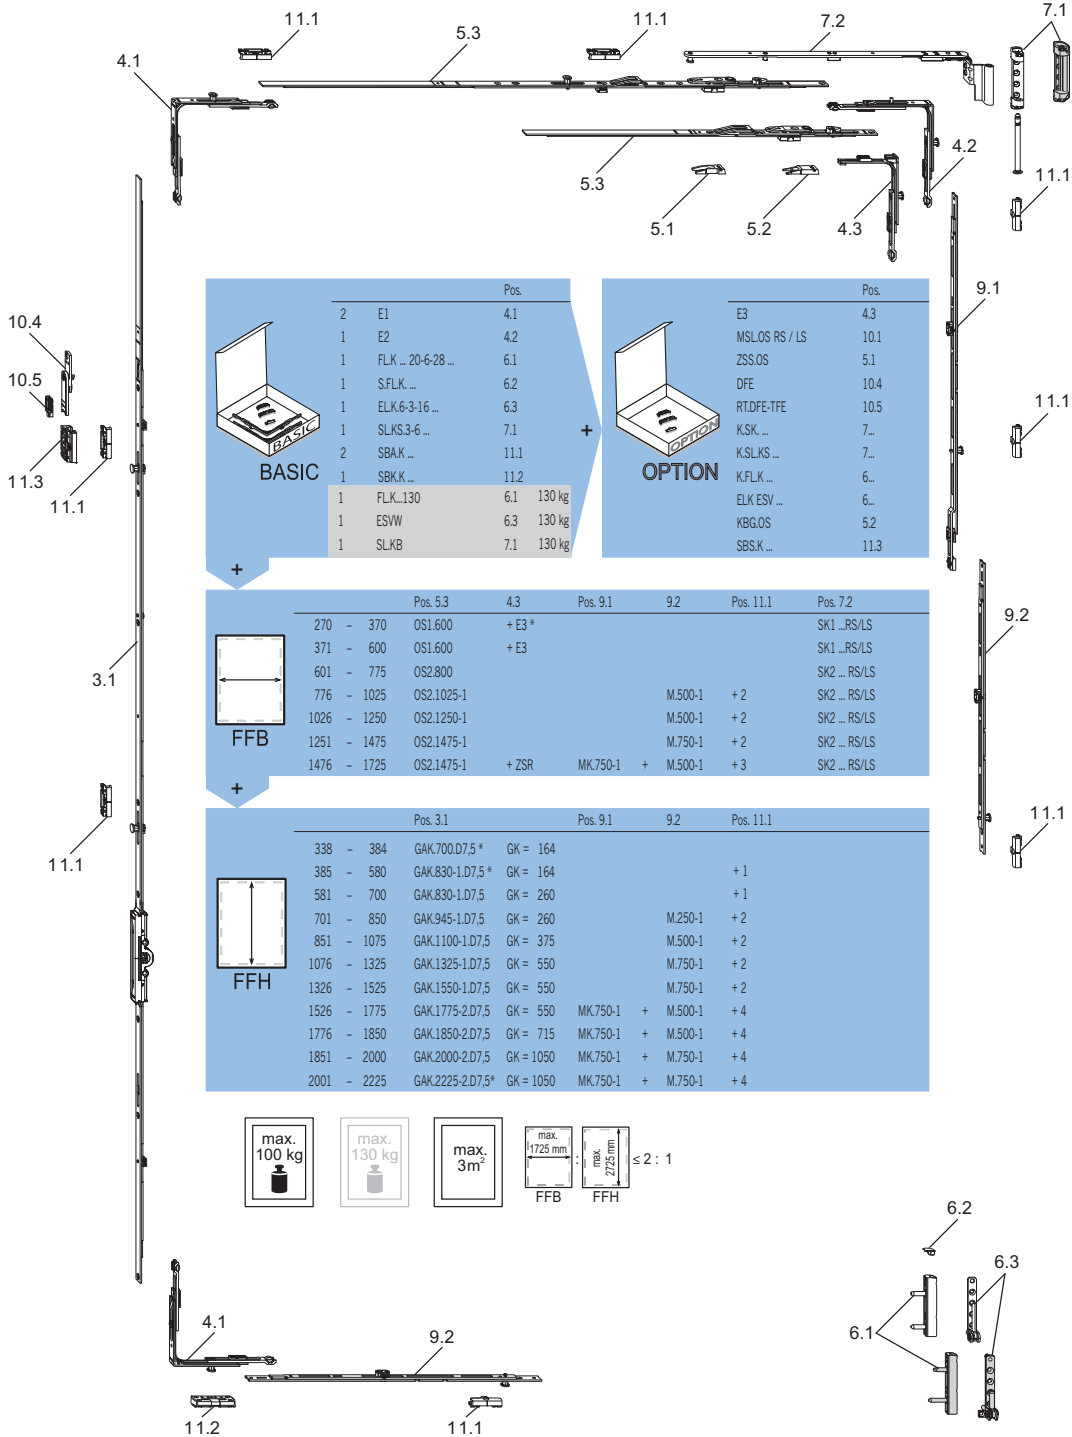 11.1
11.1
7.2
7.1
5.3
4.1
5.3
4.2
11.1
5.1
5.2
4.3
9.1
10.4
10.5
11.3
11.1
11.1
3.1
9.2
11.1
11.1
Pos.
2 E1 4.1
1 E2 4.2
1 FL.K ... 20-6-28 ... 6.1
1 S.FL.K. ... 6.2
1 EL.K.6-3-16 ... 6.3
1 SL.KS.3-6 ... 7.1
2 SBA.K ... 11.1
1 SBK.K ... 11.2
1 FL.K...130 6.1 130 kg
1 ESVW 6.3 130 kg
1 SL.KB 7.1 130 kg
BASIC
BASIC
+
+
Pos.
E3 4.3
MSL.OS RS / LS 10.1
ZSS.OS 5.1
DFE 10.4
RT.DFE-TFE 10.5
K.SK. ... 7...
K.SL.KS ... 7...
K.FL.K ... 6...
ELK ESV ... 6...
KBG.OS 5.2
SBS.K ... 11.3
OPTION
OPTION
Pos. 5.3 4.3 Pos. 9.1 9.2 Pos. 11.1 Pos. 7.2
270 – 370 OS1.600 + E3 * SK1 ...RS/LS
371 – 600 OS1.600 + E3 SK1 ...RS/LS
601 – 775 OS2.800 SK2 ... RS/LS
776 – 1025 OS2.1025-1 M.500-1 + 2 SK2 ... RS/LS
1026 – 1250 OS2.1250-1 M.500-1 + 2 SK2 ... RS/LS
1251 – 1475 OS2.1475-1 M.750-1 + 2 SK2 ... RS/LS
1476 – 1725 OS2.1475-1 + ZSR MK.750-1 + M.500-1 + 3 SK2 ... RS/LS
FFB
+
Pos. 3.1 Pos. 9.1 9.2 Pos. 11.1
338 – 384 GAK.700.D7,5 * GK = 164
385 – 580 GAK.830-1.D7,5 * GK = 164 + 1
581 – 700 GAK.830-1.D7,5 GK = 260 + 1
701 – 850 GAK.945-1.D7,5 GK = 260 M.250-1 + 2
851 – 1075 GAK.1100-1.D7,5 GK = 375 M.500-1 + 2
1076 – 1325 GAK.1325-1.D7,5 GK = 550 M.750-1 + 2
1326 – 1525 GAK.1550-1.D7,5 GK = 550 M.750-1 + 2
1526 – 1775 GAK.1775-2.D7,5 GK = 550 MK.750-1 + M.500-1 + 4
1776 – 1850 GAK.1850-2.D7,5 GK = 715 MK.750-1 + M.500-1 + 4
1851 – 2000 GAK.2000-2.D7,5 GK = 1050 MK.750-1 + M.750-1 + 4
2001 – 2225 GAK.2225-2.D7,5* GK = 1050 MK.750-1 + M.750-1 + 4
FFH
max.
100 kg
max.
130 kg
max.
3m²
max.
1725 mm
FFB
:
max.
2725 mm
FFH
≤ 2 : 1
6.2
6.3
6.1
4.1
9.2
11.2
11.1